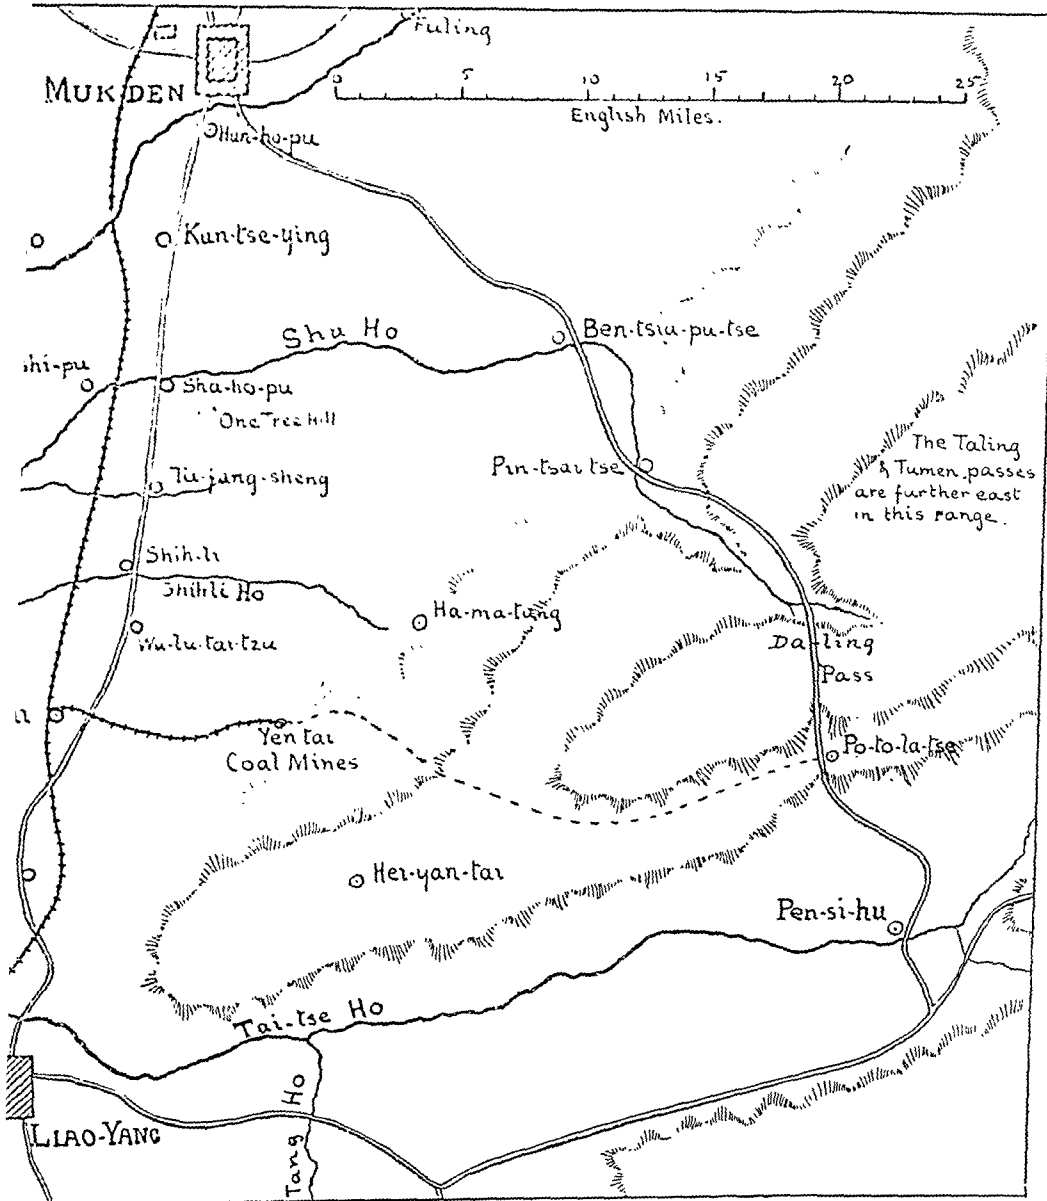 Fuling
MUKDEN
0 5 10 15 20 25
English Miles.
Hun-ho-pu
Kun-tse-ying
Shu Ho
Ben-tsiu-pu-tse
hi-pu
Sha-ho-pu
One Tree Hill
The Taling
& Tumen passes
are further east
in this range.
Pin-tsai tse
Tu-jang-sheng
Shih-li
Shihli Ho
Ha-ma-tung
Wu-lu-tai-tzu
Da-ling
Pass
Yentai
Coal Mines
Po-to-la-tse
Hei-yan-tai
Pen-si-hu
Tai-tse Ho
Tang Ho
LIAO-YANG